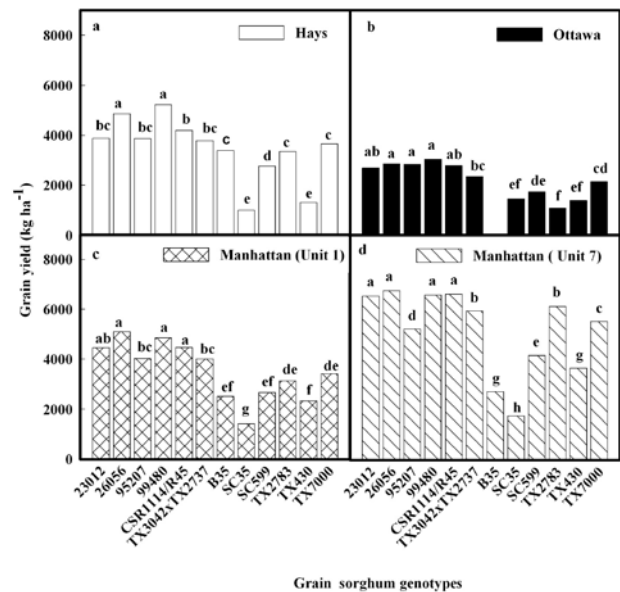 a
Hays
8000
6000
4000
2000
0
bc a bc a b bc c e d c e c
b
Ottawa
ab a a a ab bc ef de f ef cd
Grain yield (kg ha-1)
c
Manhattan (Unit 1)
8000
6000
4000
2000
0
ab a bc a a bc ef g ef de f de
d
Manhattan ( Unit 7)
a a d a a b g h e b g c
23012
26056
95207
99480
CSR1114/R45
TX3042xTX2737
B35
SC35
SC599
TX2783
TX430
TX7000
23012
26056
95207
99480
CSR1114/R45
TX3042xTX2737
B35
SC35
SC599
TX2783
TX430
TX7000
Grain sorghum genotypes